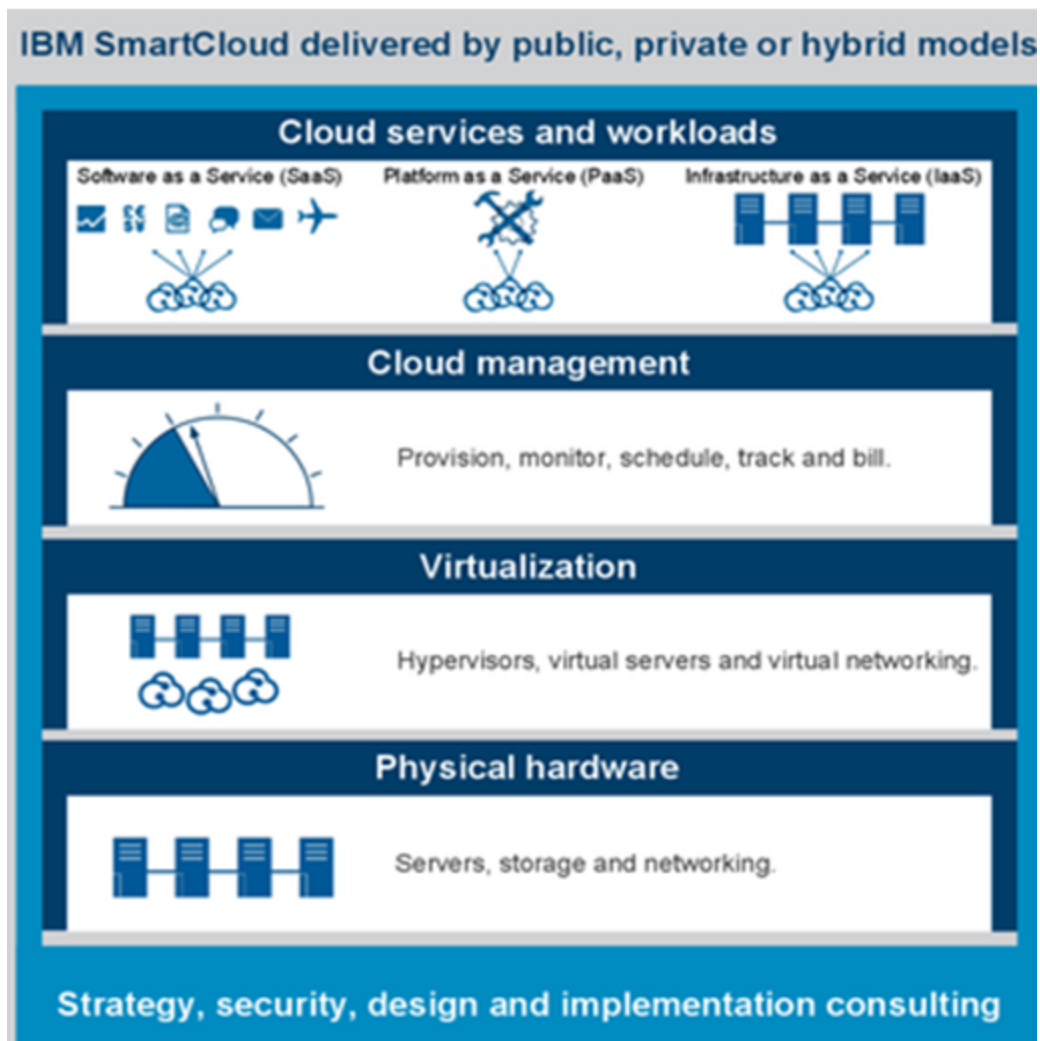 IBM SmartCloud delivered by public, private or hybrid models
Cloud services and workloads
Software as a Service (SaaS)
Platform as a Service (PaaS)
Infrastructure as a Service (IaaS)
Cloud management
Provision, monitor, schedule, track and bill.
Virtualization
Hypervisors, virtual servers and virtual networking.
Physical hardware
Servers, storage and networking.
Strategy, security, design and implementation consulting